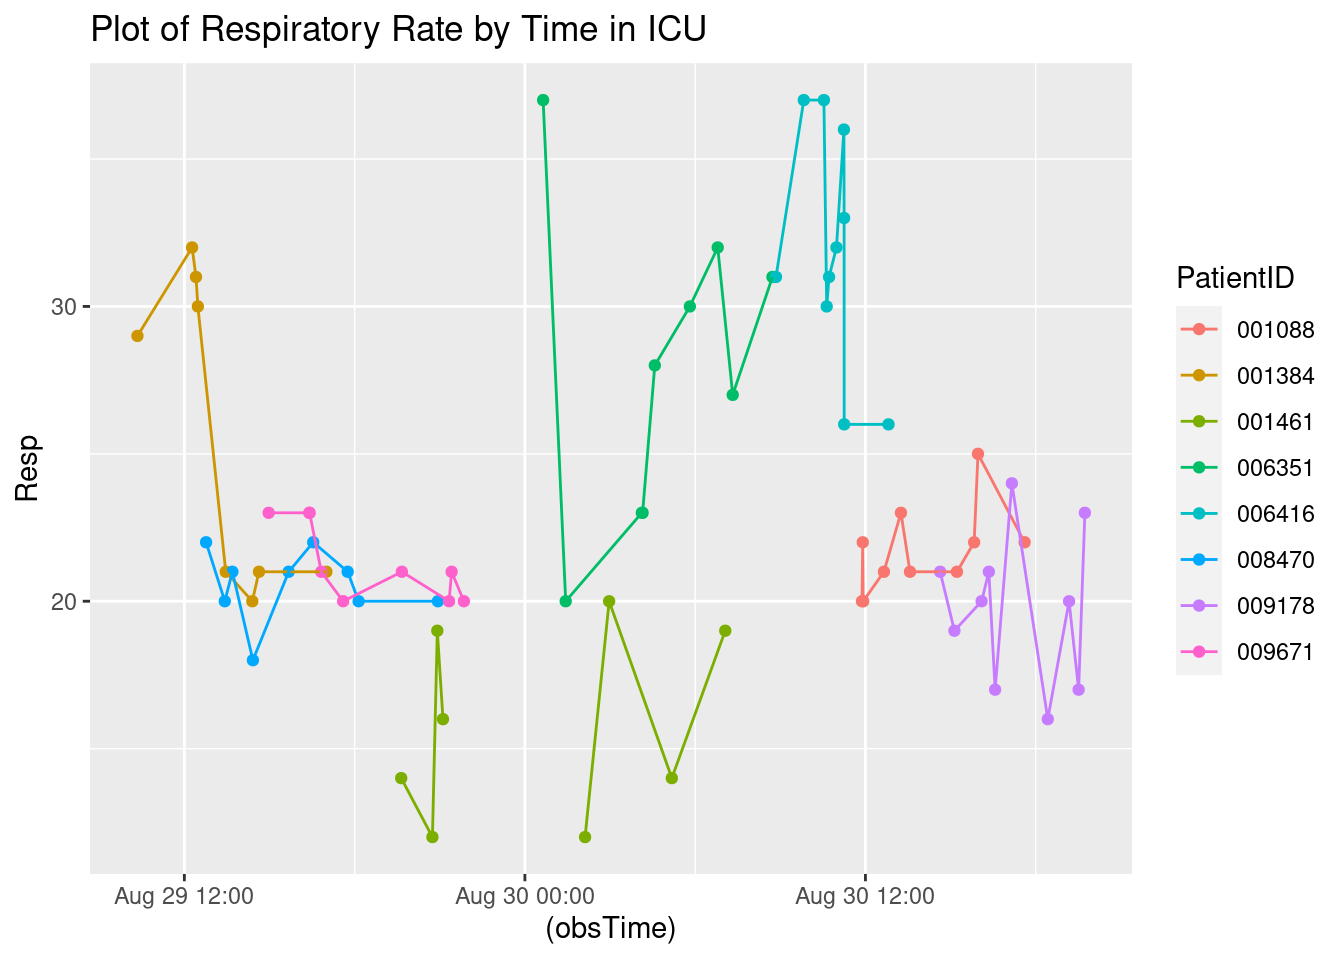 Plot of Respiratory Rate by Time in ICU
Resp
30
20
Aug 29 12:00
Aug 30 00:00
Aug 30 12:00
(obsTime)
PatientID
001088
001384
001461
006351
006416
008470
009178
009671